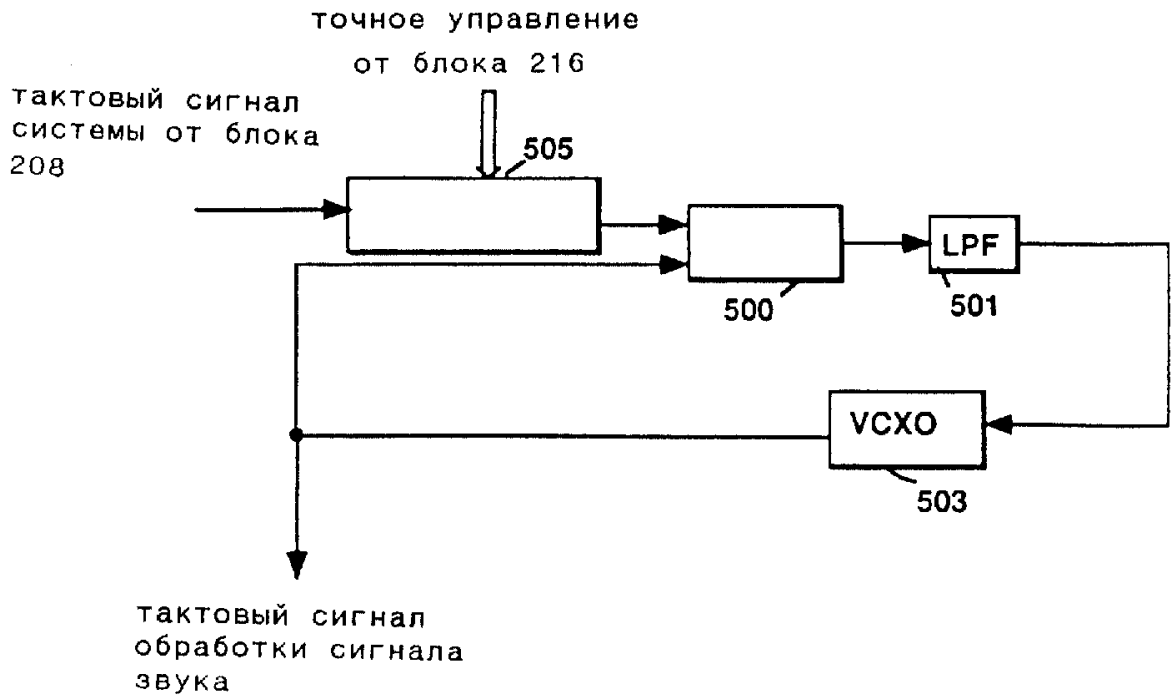 точное управление
от блока 216
тактовый сигнал
системы от блока
208
505
500
LPF
501
VCXO
503
тактовый сигнал
обработки сигнала
звука